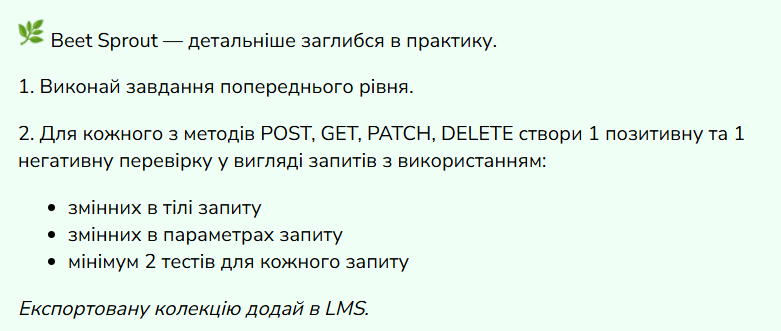 Beet Sprout — детальніше заглибся в практику.
1. Виконай завдання попереднього рівня.
2. Для кожного з методів POST, GET, PATCH, DELETE створи 1 позитивну та 1
негативну перевірку у вигляді запитів з використанням:
• змінних в тілі запиту
• змінних в параметрах запиту
• мінімум 2 тестів для кожного запиту
Експортовану колекцію додай в LMS.